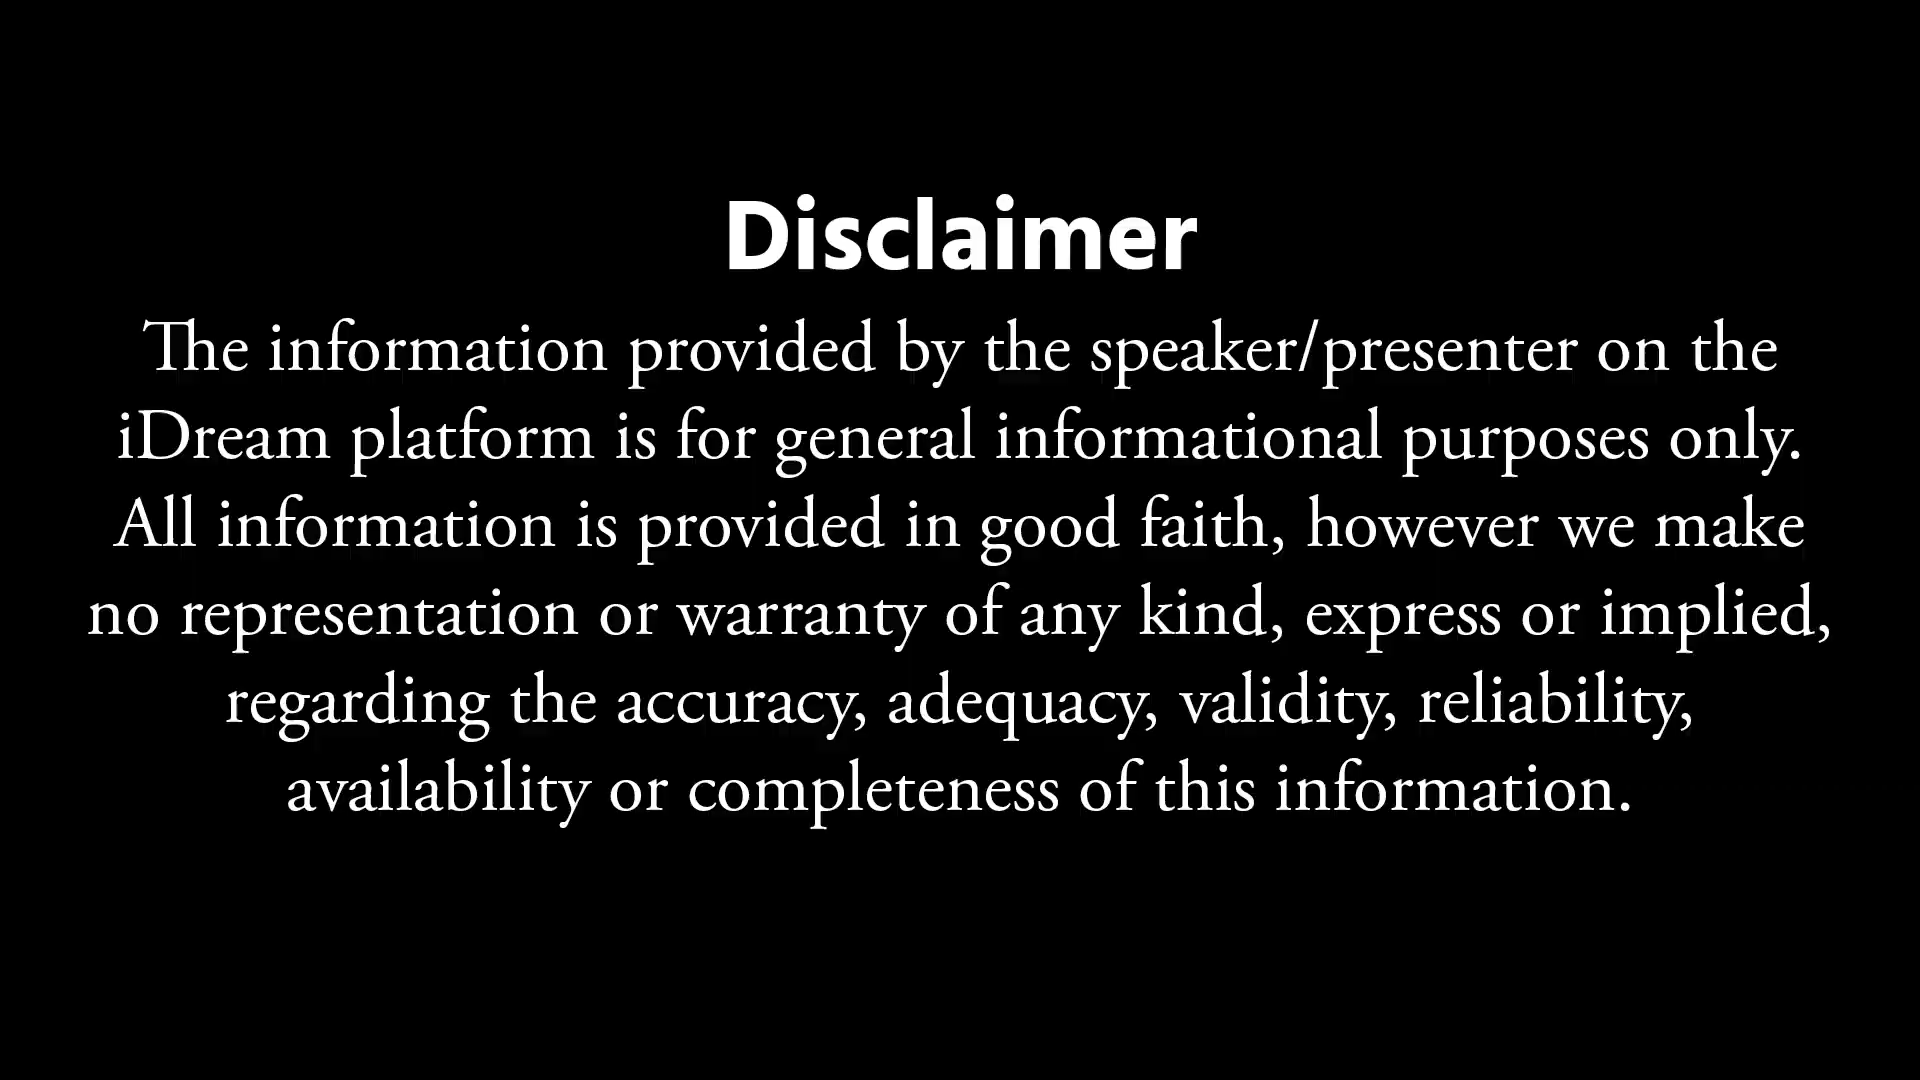 Disclaimer
The information provided by the speaker/presenter on the
iDream platform is for general informational purposes only.
All information is provided in good faith, however we make
no representation or warranty of any kind, express or implied,
regarding the accuracy, adequacy, validity, reliability,
availability or completeness of this information.